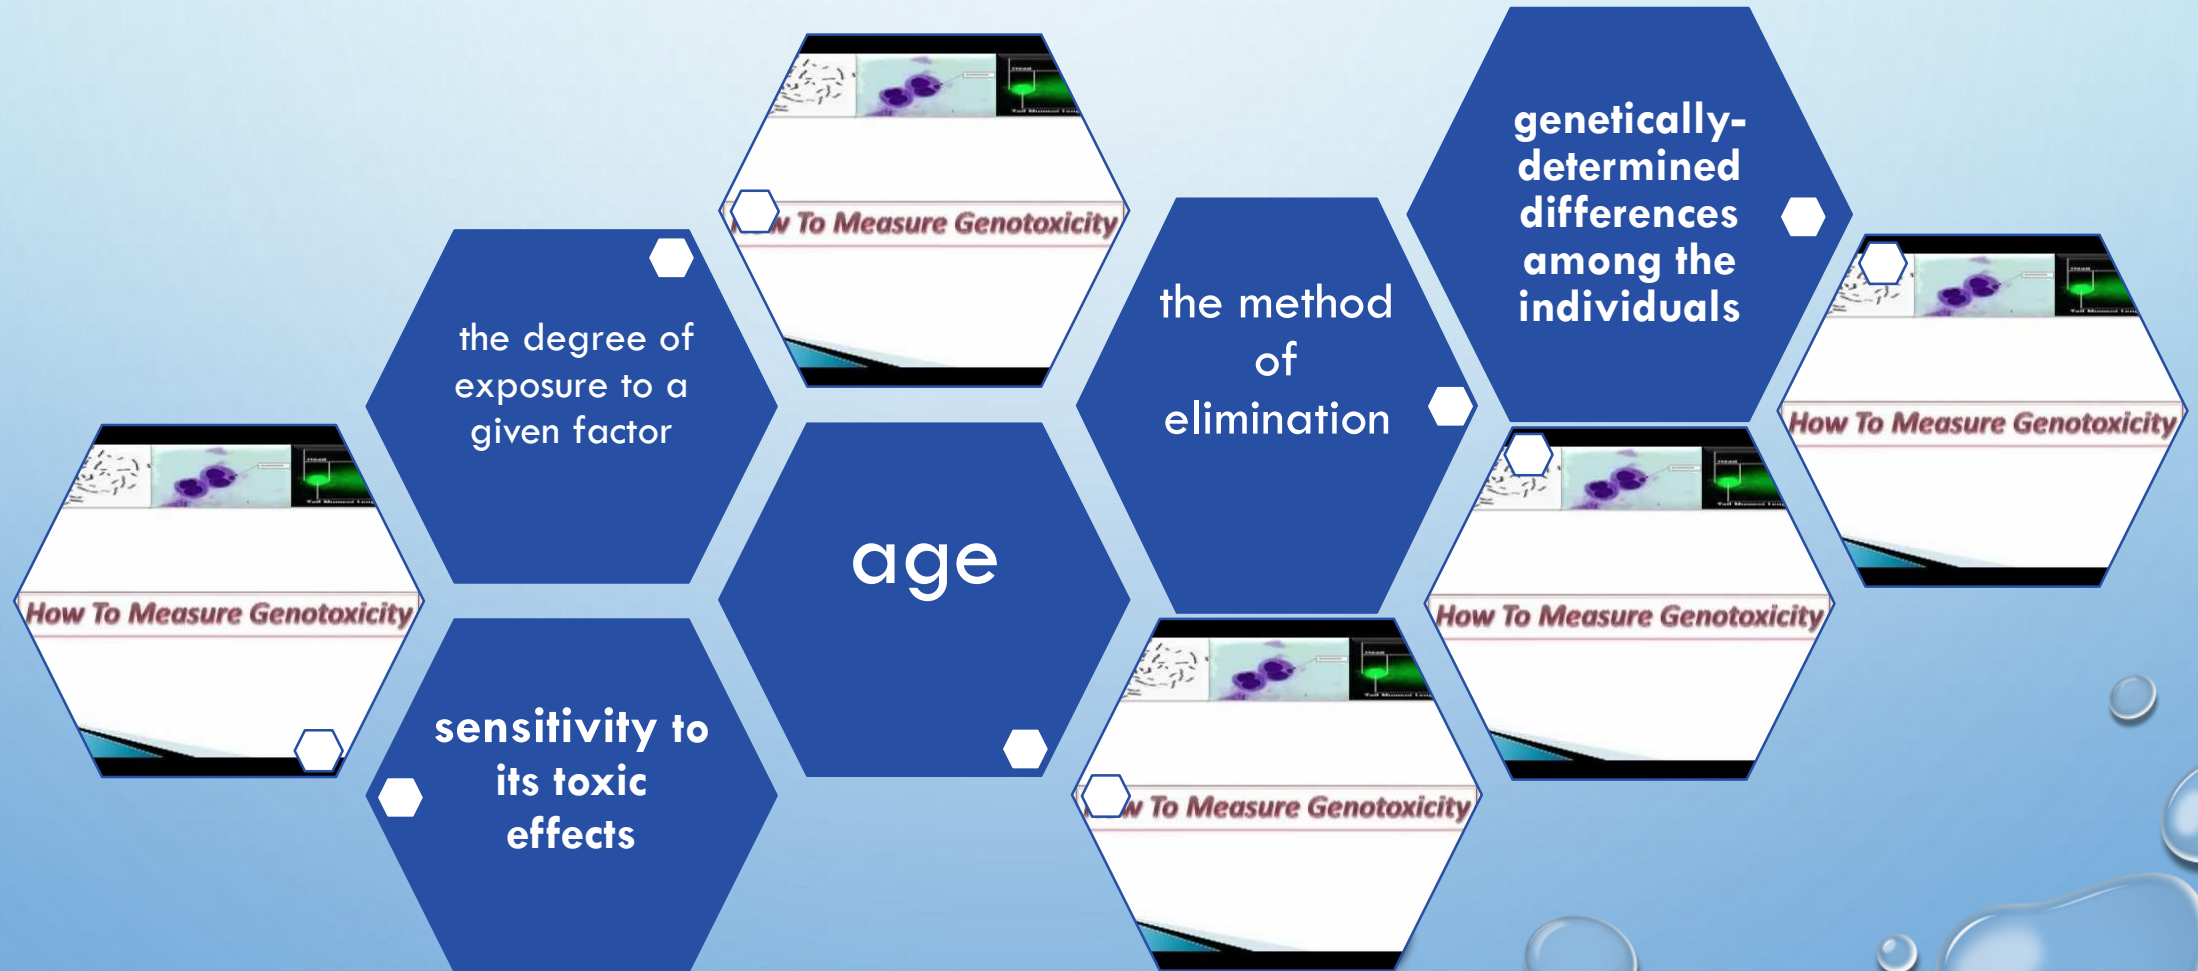 How To Measure Genotoxicity
the degree of
exposure to a
given factor
sensitivity to
its toxic
effects
To Measure Genotoxicity
age
the method
of
elimination
To Measure Genotoxicity
genetically-
determined
differences
among the
individuals
How To Measure Genotoxicity
How To Measure Genotoxicity